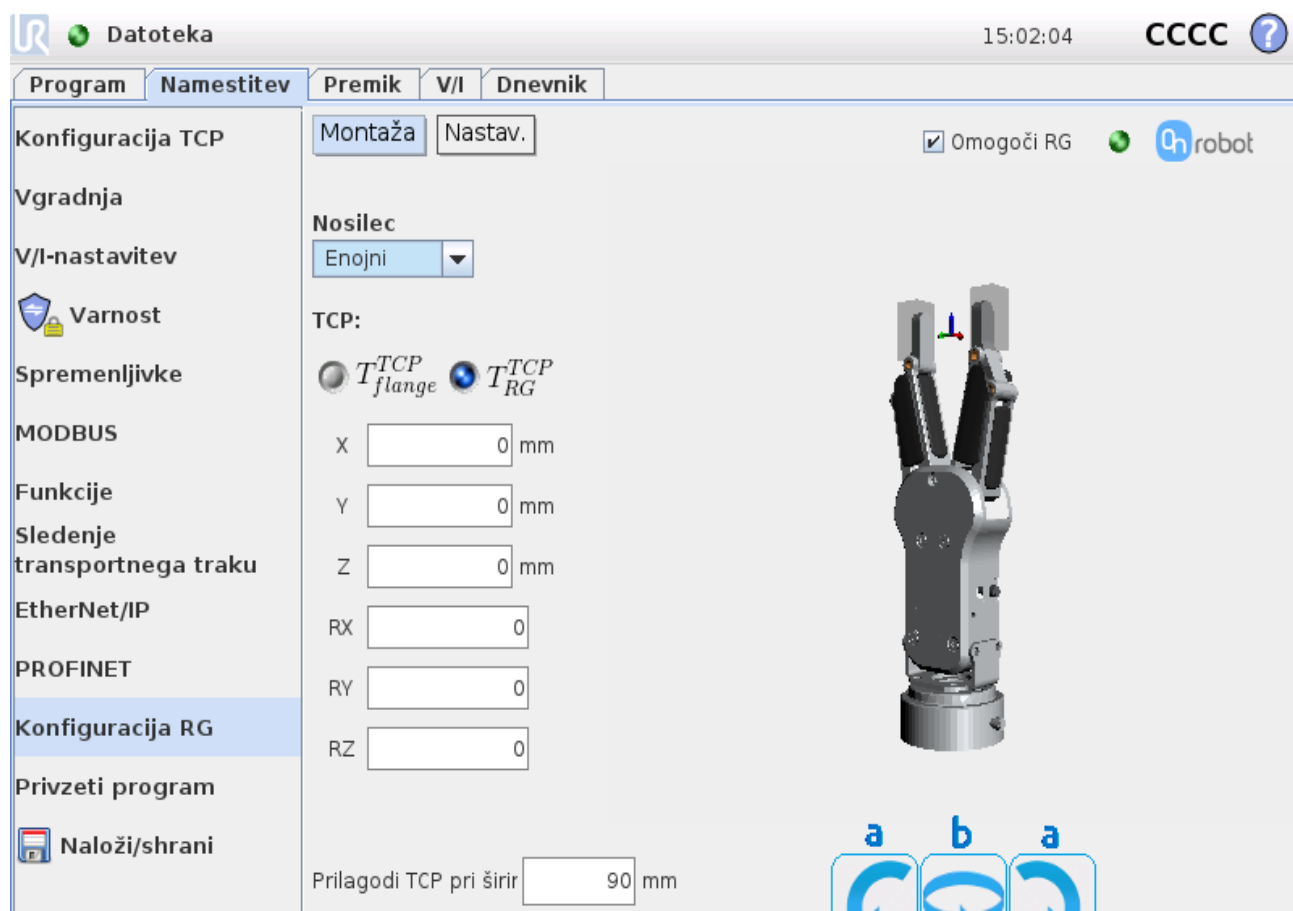 UR Datoteka 15:02:04 CCCC ?
Program Namestitev Premik V/I Dnevnik
Konfiguracija TCP
Vgradnja
V/I-nastavitev
Varnost
Spremenljivke
MODBUS
Funkcije
Sledenje
transportnega traku
EtherNet/IP
PROFINET
Konfiguracija RG
Privzeti program
Naloži/shrani
Montaža Nastav. Omogoči RG On robot
Nosilec
Enojni
TCP:
T TCP flange T TCP RG
X 0 mm
Y 0 mm
Z 0 mm
RX 0
RY 0
RZ 0
Prilagodi TCP pri širir 90 mm
a b a